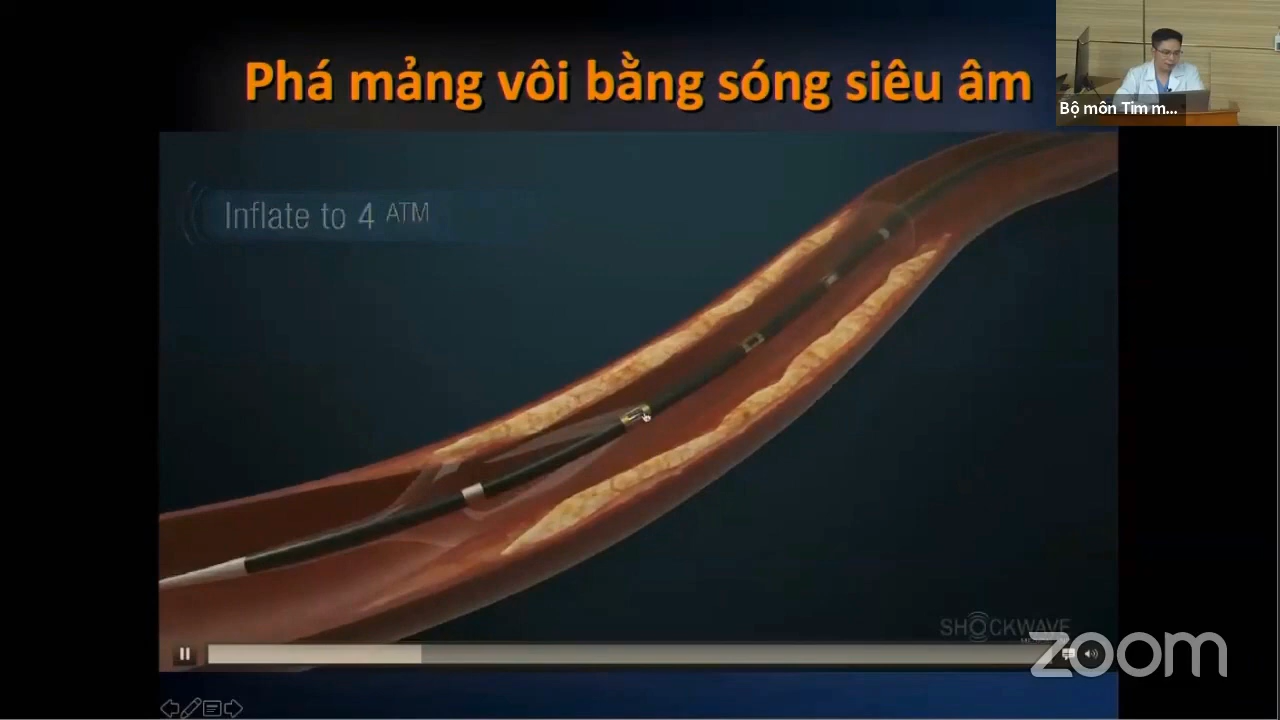 Phá mảng vôi bằng sóng siêu âm
Bộ môn Tim m...
Inflate to 4 ATM
SHOCKWAVE
zoom